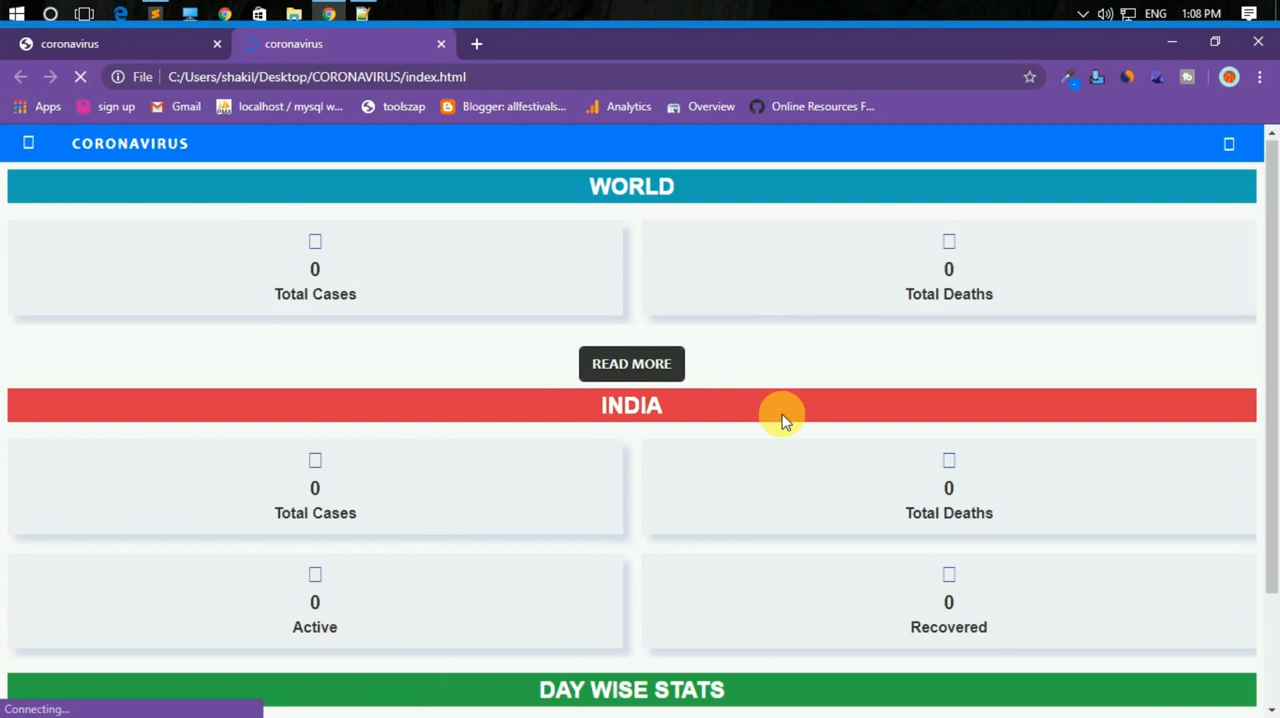 ENG 1:08 PM
coronavirus
coronavirus
File C:/Users/shakil/Desktop/CORONAVIRUS/index.html
Apps sign up Gmail localhost / mysql w... toolszap Blogger: allfestivals... Analytics Overview Online Resources F...
CORONAVIRUS
WORLD
0 0
Total Cases Total Deaths
READ MORE
INDIA
0 0
Total Cases Total Deaths
0 0
Active Recovered
DAY WISE STATS
Connecting...